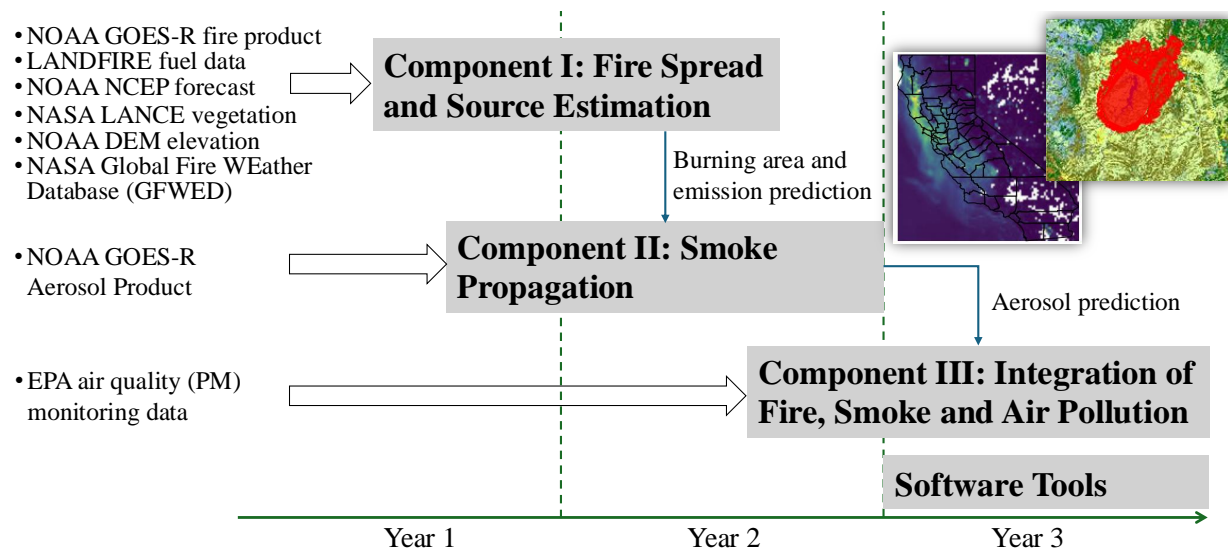 • NOAA GOES-R fire product
• LANDFIRE fuel data
• NOAA NCEP forecast
• NASA LANCE vegetation
• NOAA DEM elevation
• NASA Global Fire WEather
Database (GFWED)
Component I: Fire Spread
and Source Estimation
Burning area and
emission prediction
• NOAA GOES-R
Aerosol Product
Component II: Smoke
Propagation
Aerosol prediction
• EPA air quality (PM)
monitoring data
Component III: Integration of
Fire, Smoke and Air Pollution
Software Tools
Year 1
Year 2
Year 3